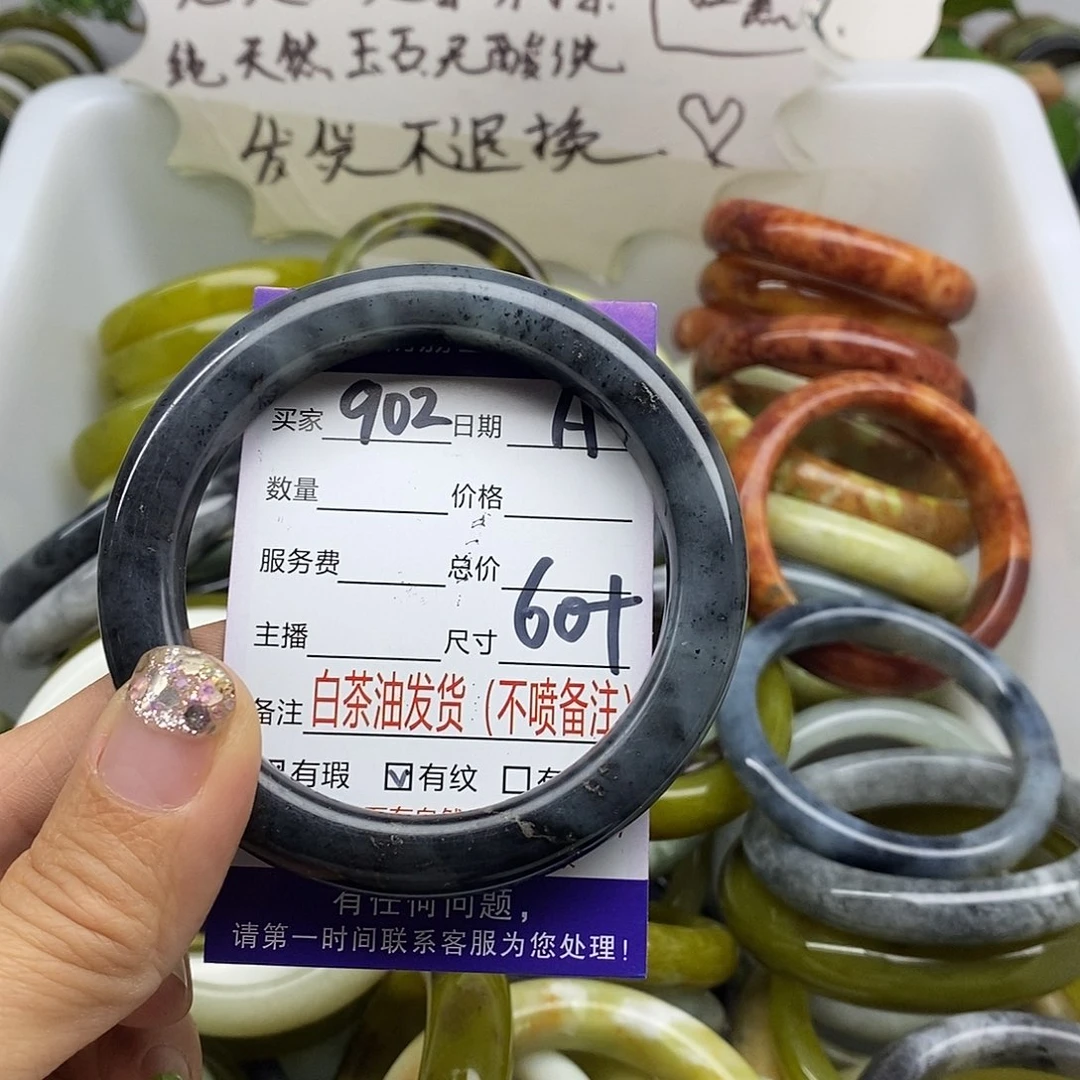 纯天然玉石无酸洗
发货不退换
买家 902 日期 A
数量 价格
服务费 总价
主播 尺寸 60+
备注 白茶油发货（不喷备注）
有瑕 ☑有纹 □
有任何问题，
请第一时间联系客服为您处理！